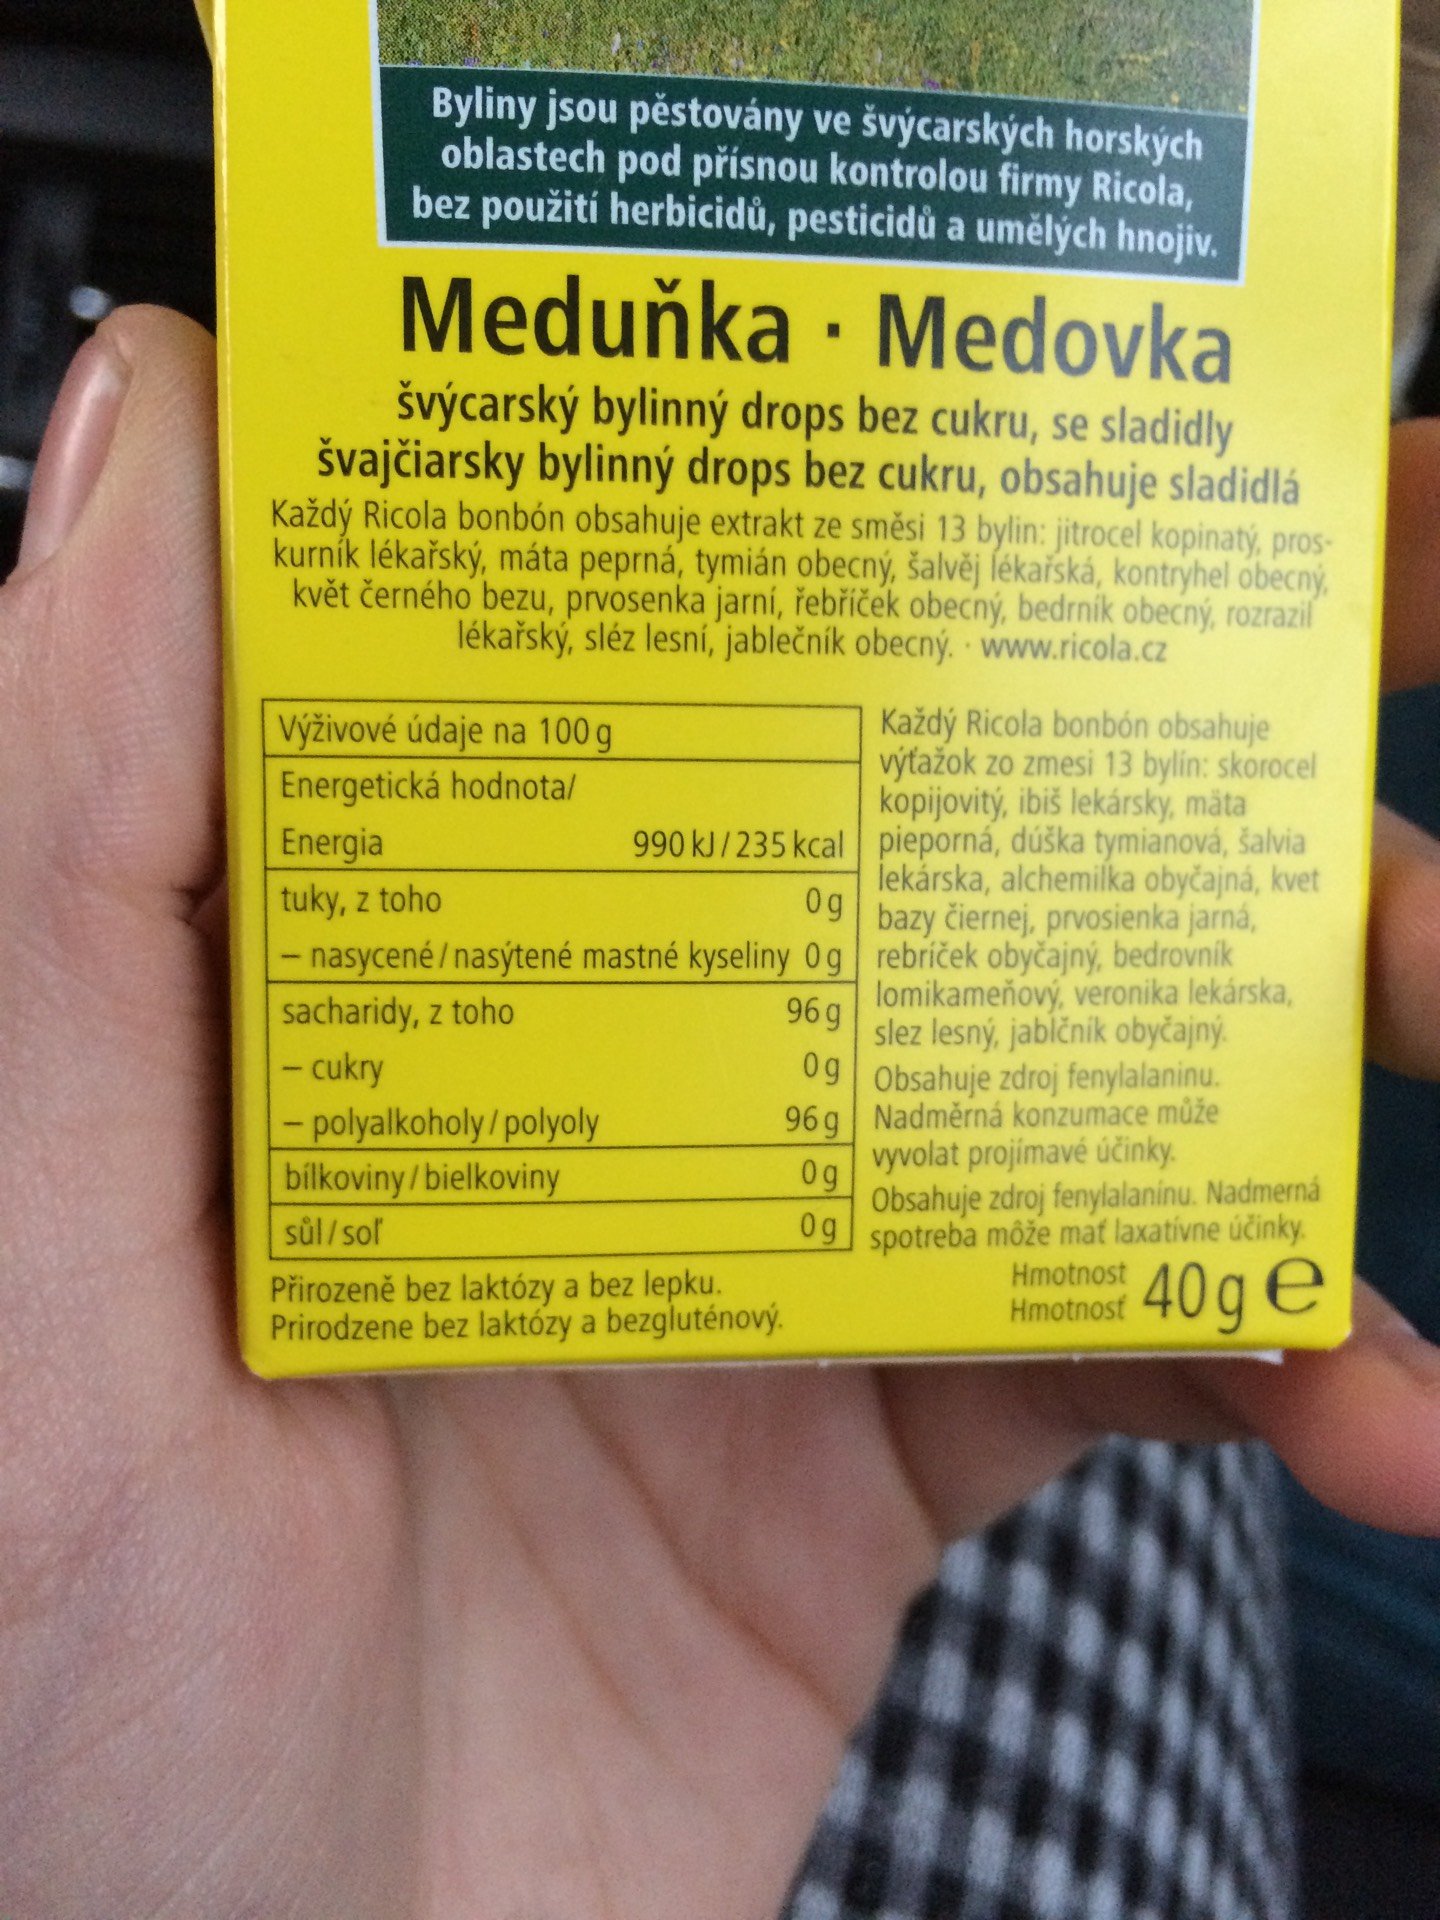 Byliny jsou pěstovány ve švýcarských horských
oblastech pod přísnou kontrolou firmy Ricola,
bez použití herbicidů, pesticidů a umělých hnojiv.
Meduňka · Medovka
švýcarský bylinný drops bez cukru, se sladidly
švajčiarsky bylinný drops bez cukru, obsahuje sladidlá
Každý Ricola bonbón obsahuje extrakt ze směsi 13 bylin: jitrocel kopinatý, pros-
kurník lékařský, máta peprná, tymián obecný, šalvěj lékařská, kontryhel obecný,
květ černého bezu, prvosenka jarní, řebříček obecný, bedrník obecný, rozrazil
lékařský, sléz lesní, jablečník obecný. · www.ricola.cz
Výživové údaje na 100 g
Energetická hodnota/
Energia 990 kJ / 235 kcal
tuky, z toho 0 g
– nasycené / nasýtené mastné kyseliny 0 g
sacharidy, z toho 96 g
– cukry 0 g
– polyalkoholy / polyoly 96 g
bílkoviny / bielkoviny 0 g
sůl / soľ 0 g
Přirozeně bez laktózy a bez lepku.
Prirodzene bez laktózy a bezgluténový.
Každý Ricola bonbón obsahuje
výťažok zo zmesi 13 bylín: skorocel
kopijovitý, ibiš lekársky, mäta
pieporná, dúška tymianová, šalvia
lekárska, alchemilka obyčajná, kvet
bazy čiernej, prvosienka jarná,
rebríček obyčajný, bedrovník
lomikameňový, veronika lekárska,
slez lesný, jablčník obyčajný.
Obsahuje zdroj fenylalaninu.
Nadměrná konzumace může
vyvolat projímavé účinky.
Obsahuje zdroj fenylalanínu. Nadmerná
spotreba môže mať laxatívne účinky.
Hmotnost
Hmotnosť 40 g e